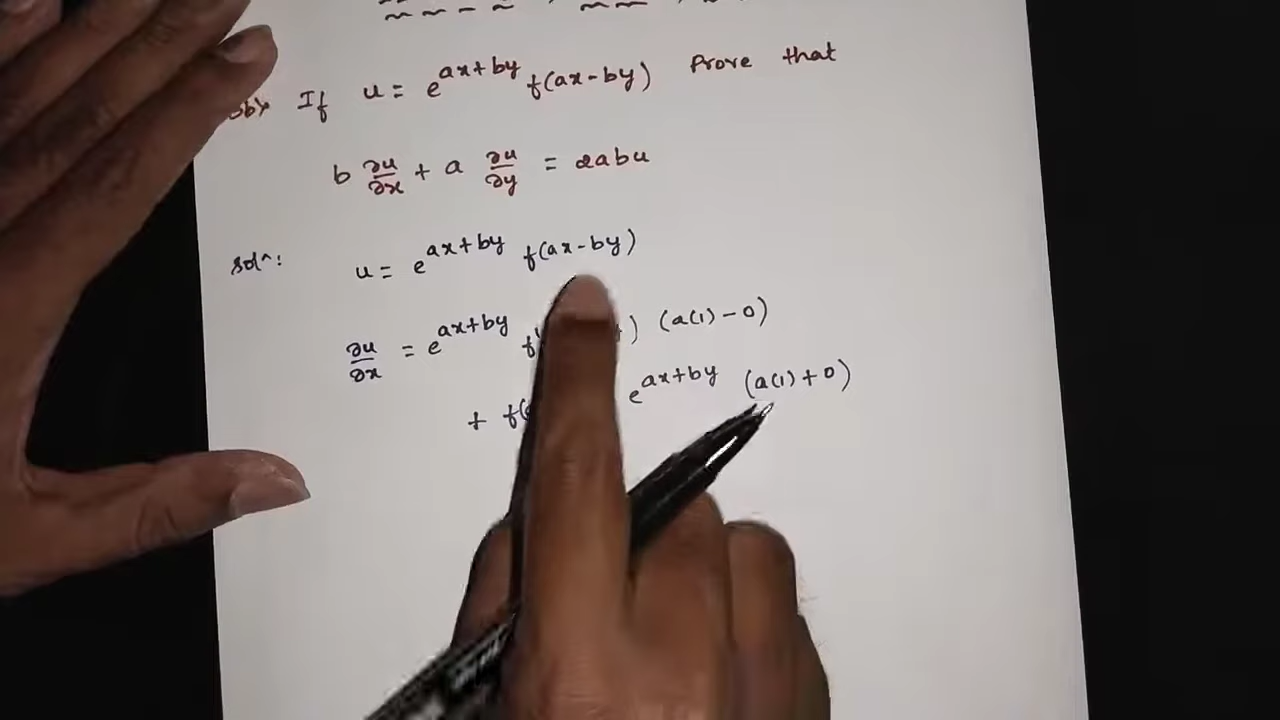 If u = e^{ax+by} f(ax-by) Prove that
b ∂u/∂x + a ∂u/∂y = 2abu
Solⁿ: u = e^{ax+by} f(ax-by)
∂u/∂x = e^{ax+by} f' ) (a(1) - 0)
+ f( e^{ax+by} (a(1) + 0)